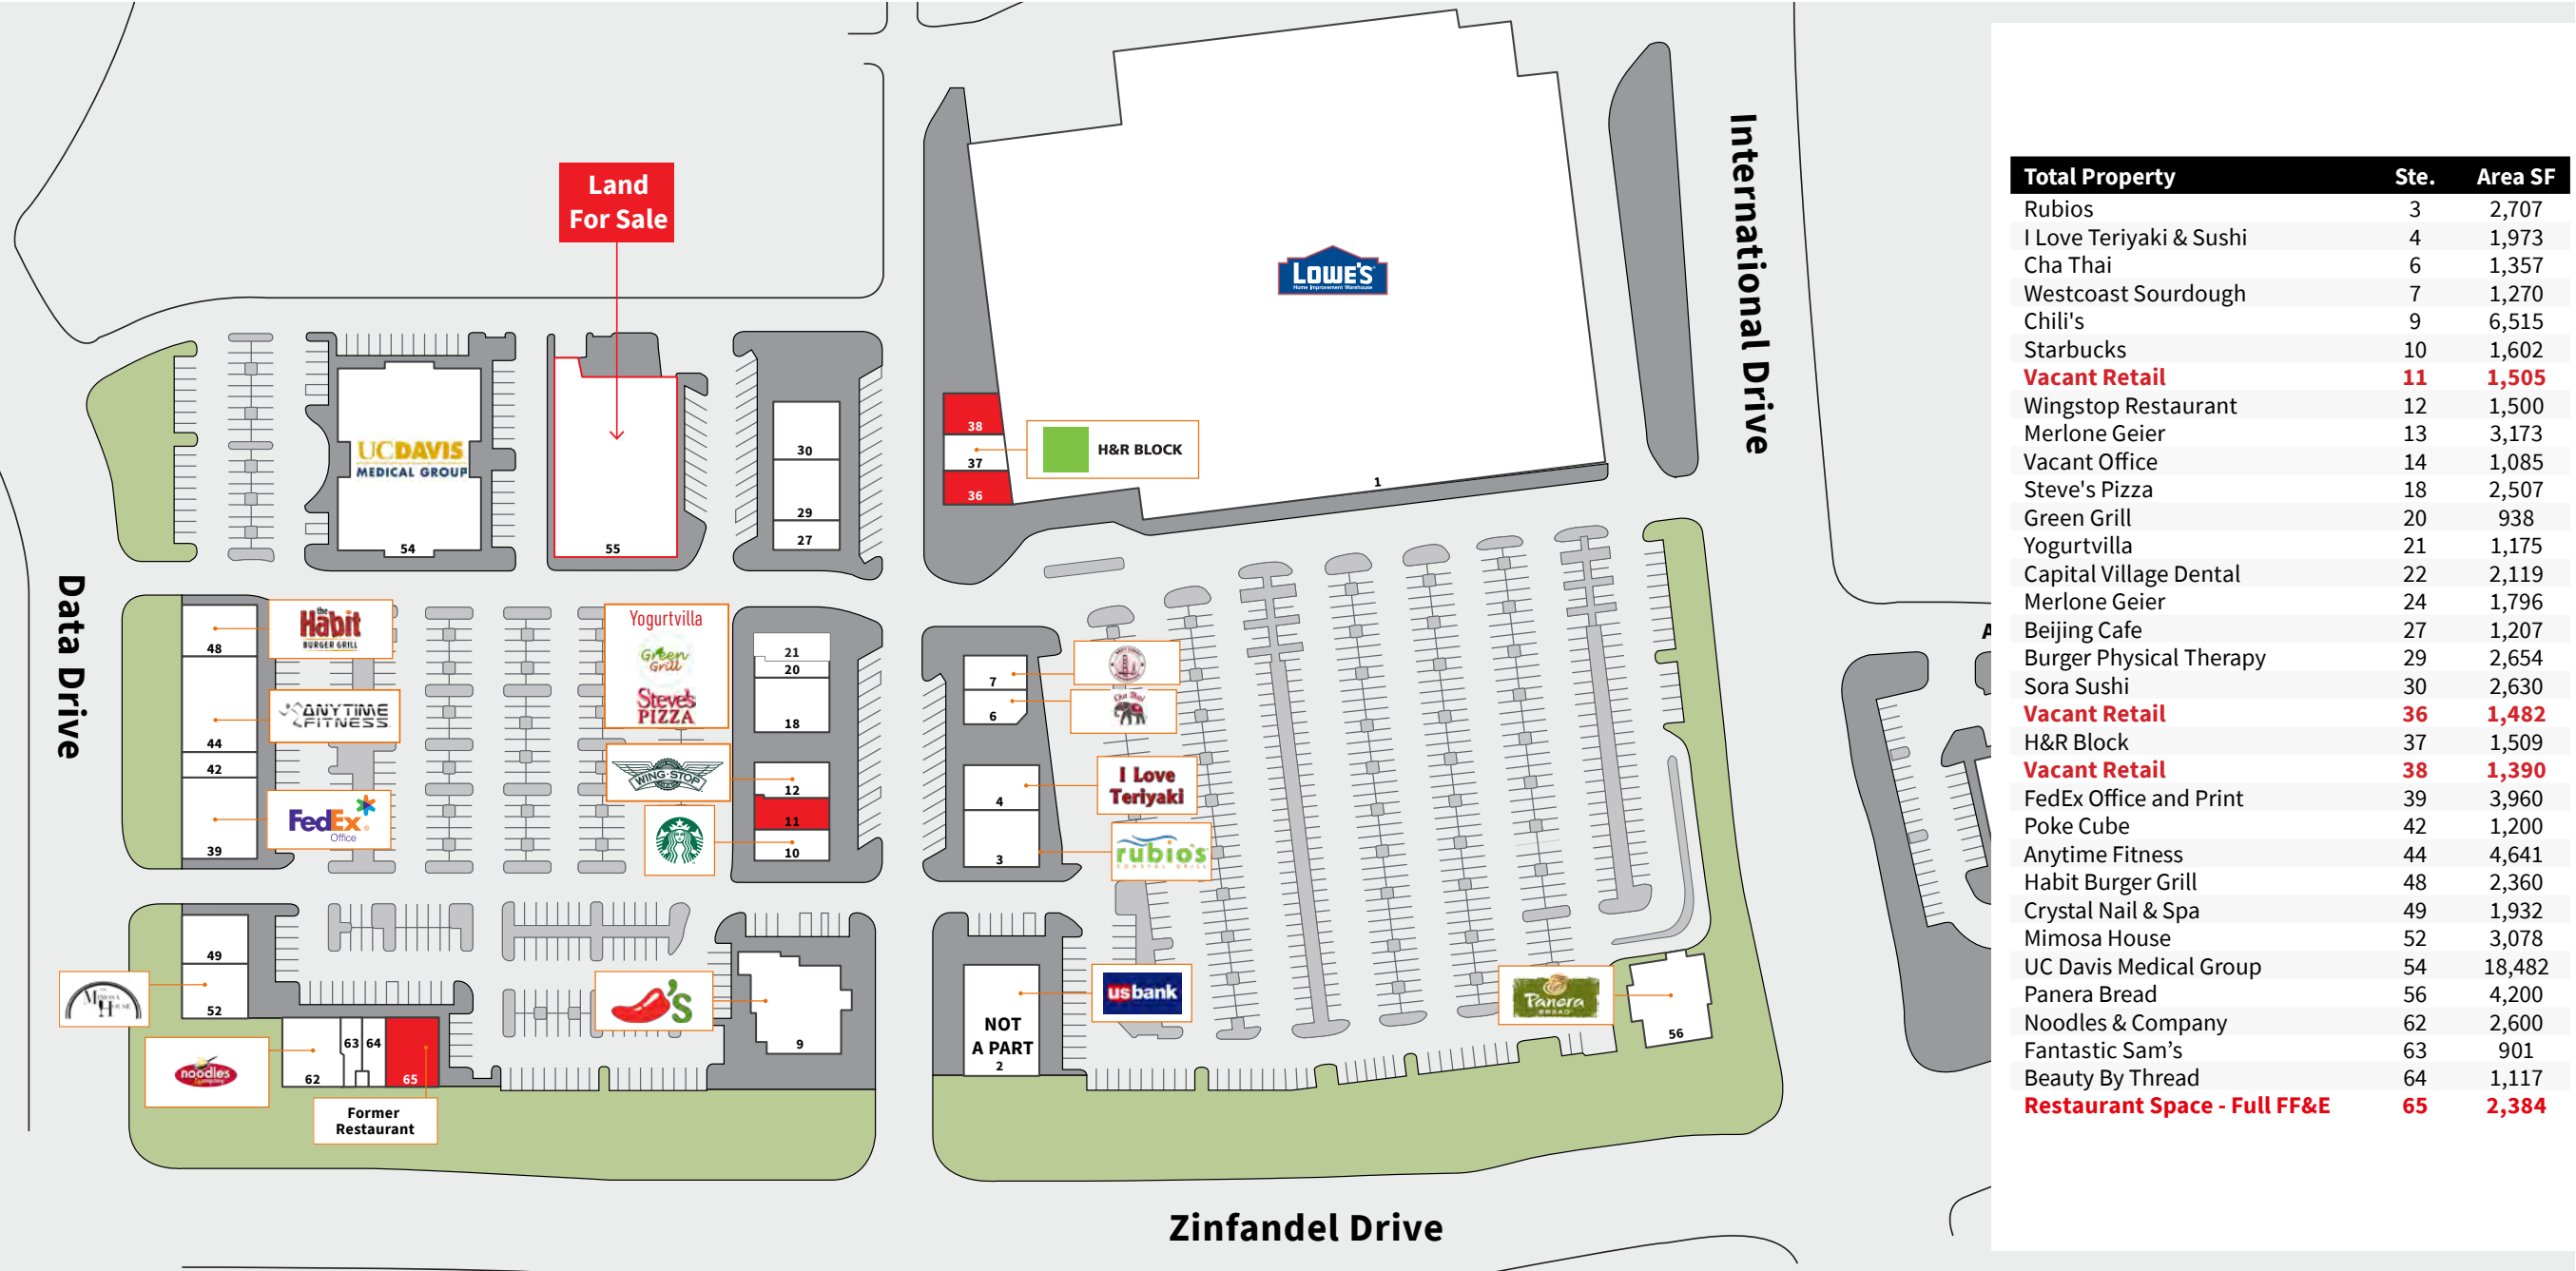 Land
For Sale
LOWE'S
Home Improvement Warehouse
International Drive
UCDAVIS
MEDICAL GROUP
54
55
30
29
27
38
37
36
H&R BLOCK
1
Data Drive
the
Habit
BURGER GRILL
48
ANYTIME
FITNESS
44
42
FedEx
Office
39
Yogurtvilla
Green
Grill
Steve's
PIZZA
21
20
18
WING·STOP
12
11
10
7
6
Cha Thai
I Love
Teriyaki
4
rubio's
COASTAL GRILL
3
49
52
MIMOSA
HOUSE
noodles
62
63
64
65
Former
Restaurant
's
9
NOT
A PART
2
usbank
Panera
BREAD
56
Zinfandel Drive
A
Total Property Ste. Area SF
Rubios 3 2,707
I Love Teriyaki & Sushi 4 1,973
Cha Thai 6 1,357
Westcoast Sourdough 7 1,270
Chili's 9 6,515
Starbucks 10 1,602
Vacant Retail 11 1,505
Wingstop Restaurant 12 1,500
Merlone Geier 13 3,173
Vacant Office 14 1,085
Steve's Pizza 18 2,507
Green Grill 20 938
Yogurtvilla 21 1,175
Capital Village Dental 22 2,119
Merlone Geier 24 1,796
Beijing Cafe 27 1,207
Burger Physical Therapy 29 2,654
Sora Sushi 30 2,630
Vacant Retail 36 1,482
H&R Block 37 1,509
Vacant Retail 38 1,390
FedEx Office and Print 39 3,960
Poke Cube 42 1,200
Anytime Fitness 44 4,641
Habit Burger Grill 48 2,360
Crystal Nail & Spa 49 1,932
Mimosa House 52 3,078
UC Davis Medical Group 54 18,482
Panera Bread 56 4,200
Noodles & Company 62 2,600
Fantastic Sam’s 63 901
Beauty By Thread 64 1,117
Restaurant Space - Full FF&E 65 2,384